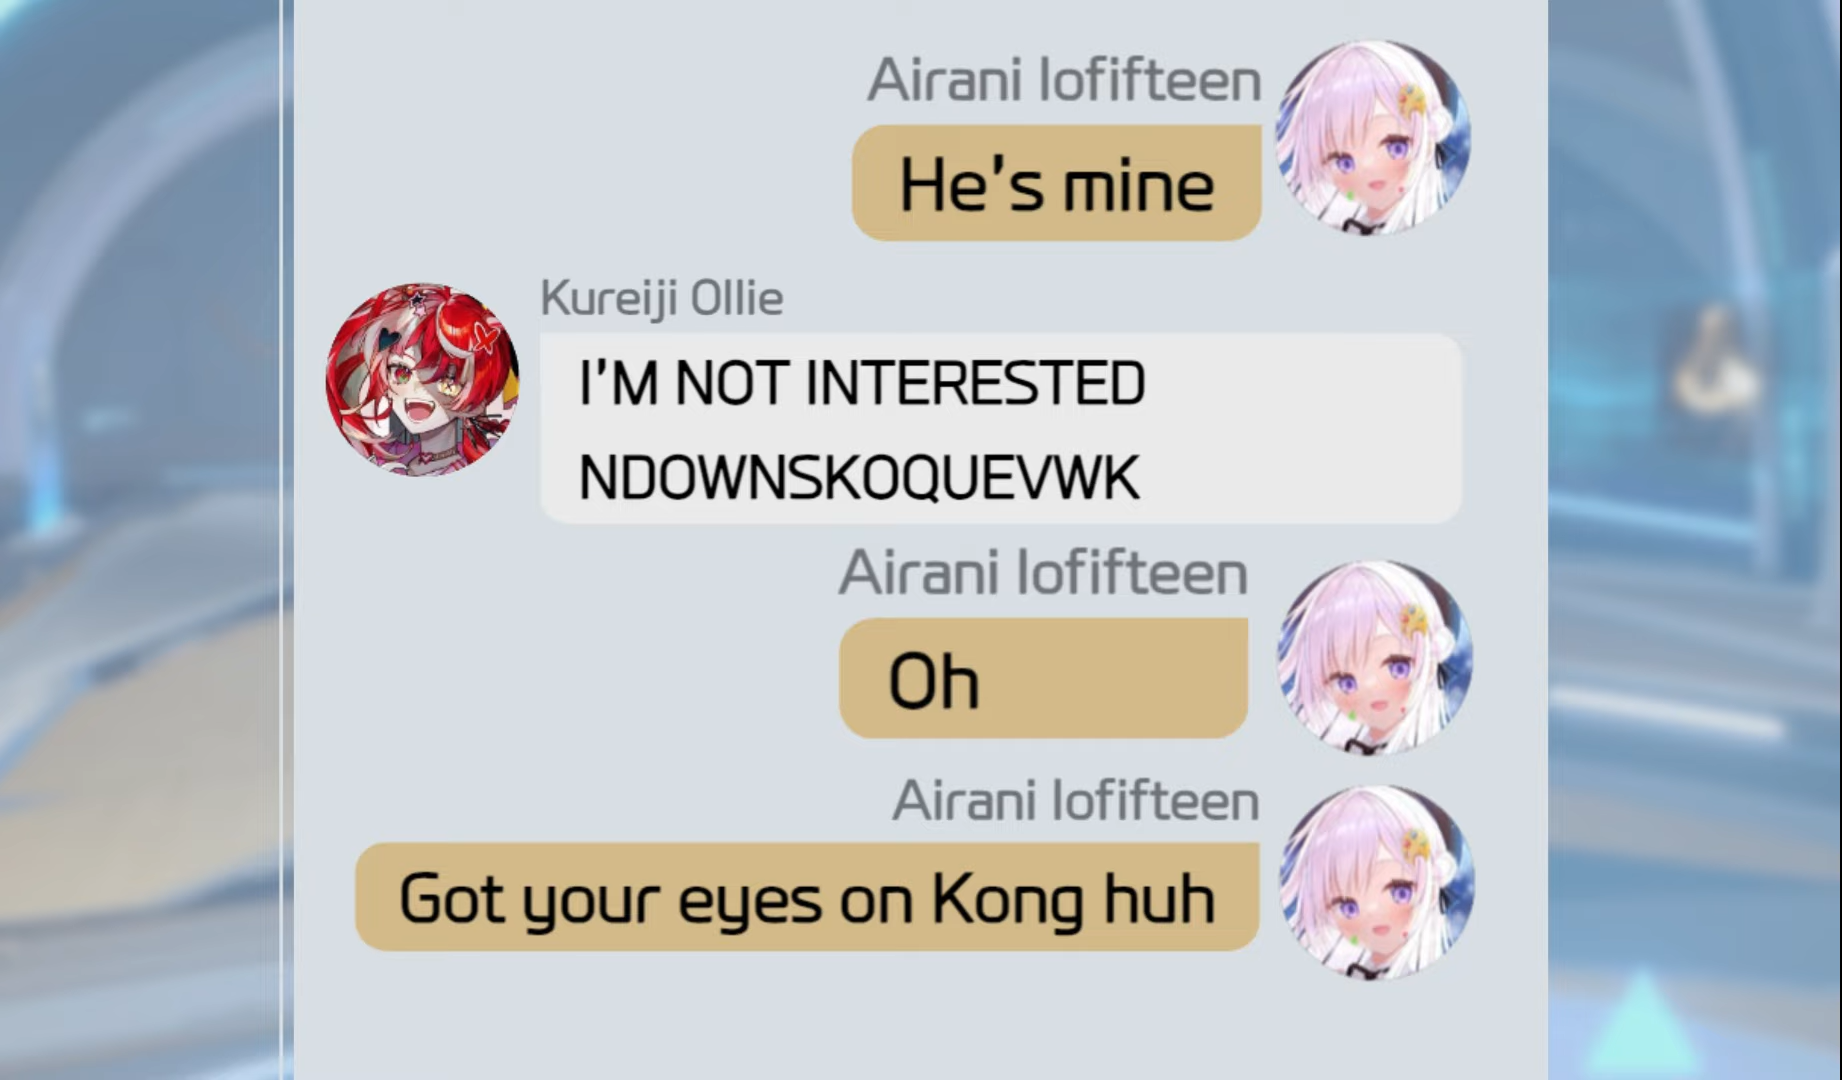 Airani Iofifteen
He's mine
Kureiji Ollie
I'M NOT INTERESTED
NDOWNSKOQUEVWK
Airani Iofifteen
Oh
Airani Iofifteen
Got your eyes on Kong huh